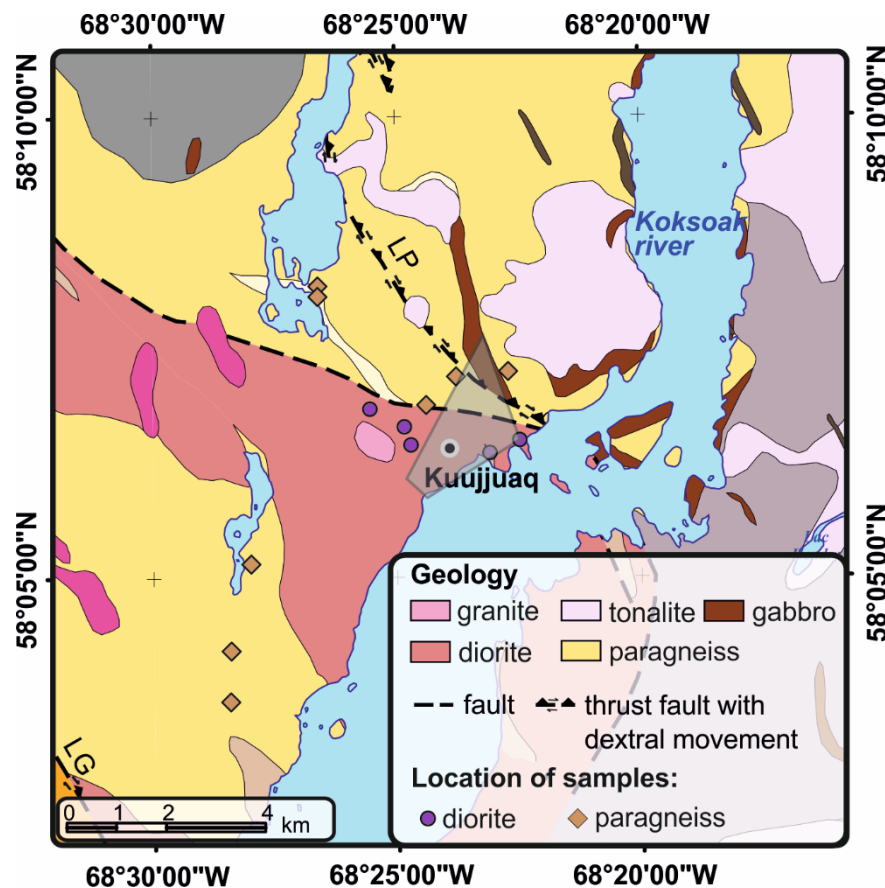 68°30'00"W 68°25'00"W 68°20'00"W
58°10'00"N
58°10'00"N
Koksoak
river
LP
Kuujjuaq
58°05'00"N
58°05'00"N
Geology
granite tonalite gabbro
diorite paragneiss
fault thrust fault with
dextral movement
Location of samples:
diorite paragneiss
LG
0 1 2 4
km
68°30'00"W 68°25'00"W 68°20'00"W